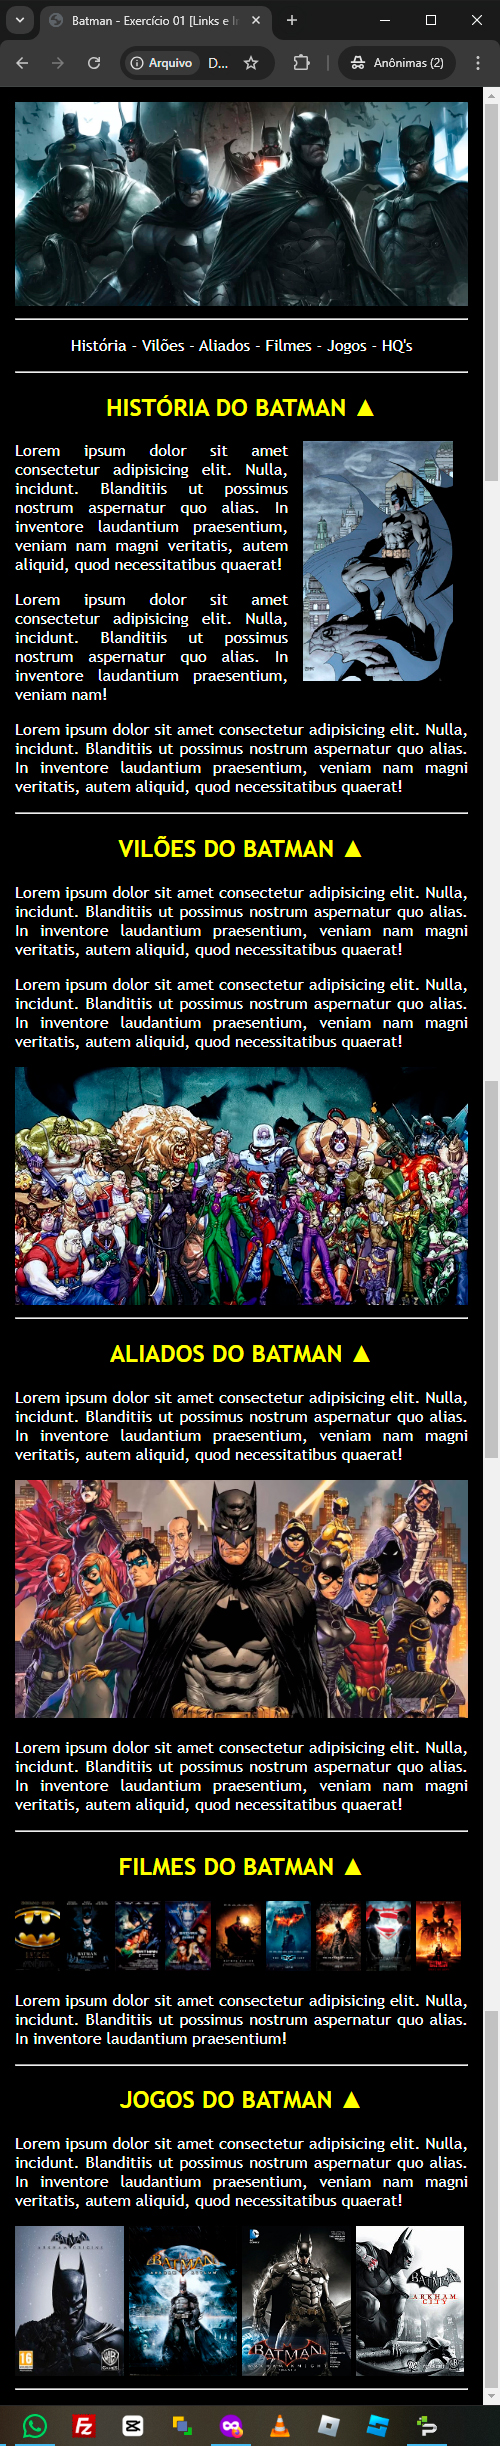 Batman - Exercício 01 [Links e I
Arquivo
D...
Anônimas (2)
História - Vilões - Aliados - Filmes - Jogos - HQ's
HISTÓRIA DO BATMAN ▲
Lorem ipsum dolor sit amet
consectetur adipisicing elit. Nulla,
incidunt. Blanditiis ut possimus
nostrum aspernatur quo alias. In
inventore laudantium praesentium,
veniam nam magni veritatis, autem
aliquid, quod necessitatibus quaerat!
Lorem ipsum dolor sit amet
consectetur adipisicing elit. Nulla,
incidunt. Blanditiis ut possimus
nostrum aspernatur quo alias. In
inventore laudantium praesentium,
veniam nam!
Lorem ipsum dolor sit amet consectetur adipisicing elit. Nulla,
incidunt. Blanditiis ut possimus nostrum aspernatur quo alias.
In inventore laudantium praesentium, veniam nam magni
veritatis, autem aliquid, quod necessitatibus quaerat!
VILÕES DO BATMAN ▲
Lorem ipsum dolor sit amet consectetur adipisicing elit. Nulla,
incidunt. Blanditiis ut possimus nostrum aspernatur quo alias.
In inventore laudantium praesentium, veniam nam magni
veritatis, autem aliquid, quod necessitatibus quaerat!
Lorem ipsum dolor sit amet consectetur adipisicing elit. Nulla,
incidunt. Blanditiis ut possimus nostrum aspernatur quo alias.
In inventore laudantium praesentium, veniam nam magni
veritatis, autem aliquid, quod necessitatibus quaerat!
ALIADOS DO BATMAN ▲
Lorem ipsum dolor sit amet consectetur adipisicing elit. Nulla,
incidunt. Blanditiis ut possimus nostrum aspernatur quo alias.
In inventore laudantium praesentium, veniam nam magni
veritatis, autem aliquid, quod necessitatibus quaerat!
Lorem ipsum dolor sit amet consectetur adipisicing elit. Nulla,
incidunt. Blanditiis ut possimus nostrum aspernatur quo alias.
In inventore laudantium praesentium, veniam nam magni
veritatis, autem aliquid, quod necessitatibus quaerat!
FILMES DO BATMAN ▲
Lorem ipsum dolor sit amet consectetur adipisicing elit. Nulla,
incidunt. Blanditiis ut possimus nostrum aspernatur quo alias.
In inventore laudantium praesentium!
JOGOS DO BATMAN ▲
Lorem ipsum dolor sit amet consectetur adipisicing elit. Nulla,
incidunt. Blanditiis ut possimus nostrum aspernatur quo alias.
In inventore laudantium praesentium, veniam nam magni
veritatis, autem aliquid, quod necessitatibus quaerat!
BATMAN
ARKHAM ORIGINS
16
WB
BATMAN
ARKHAM ASYLUM
BATMAN
ARKHAM KNIGHT
BATMAN
ARKHAM
CITY
Fz